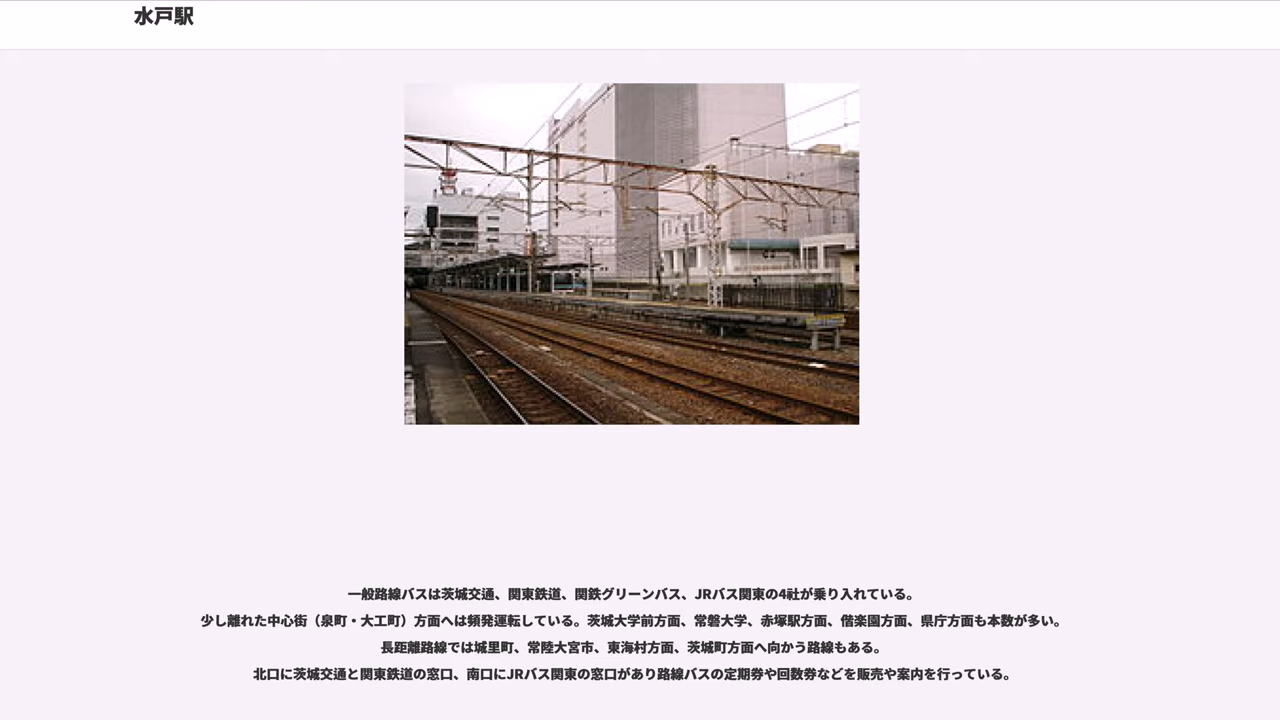 水戸駅
一般路線バスは茨城交通、関東鉄道、関鉄グリーンバス、JRバス関東の4社が乗り入れている。
少し離れた中心街（泉町・大工町）方面へは頻発運転している。茨城大学前方面、常磐大学、赤塚駅方面、偕楽園方面、県庁方面も本数が多い。
長距離路線では城里町、常陸大宮市、東海村方面、茨城町方面へ向かう路線もある。
北口に茨城交通と関東鉄道の窓口、南口にJRバス関東の窓口があり路線バスの定期券や回数券などを販売や案内を行っている。